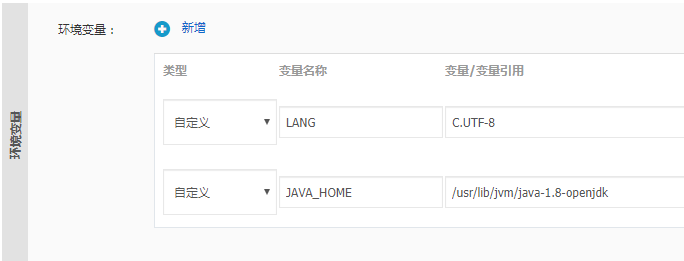 环境变量
环境变量： 新增
类型 变量名称 变量/变量引用
自定义 LANG C.UTF-8
自定义 JAVA_HOME /usr/lib/jvm/java-1.8-openjdk